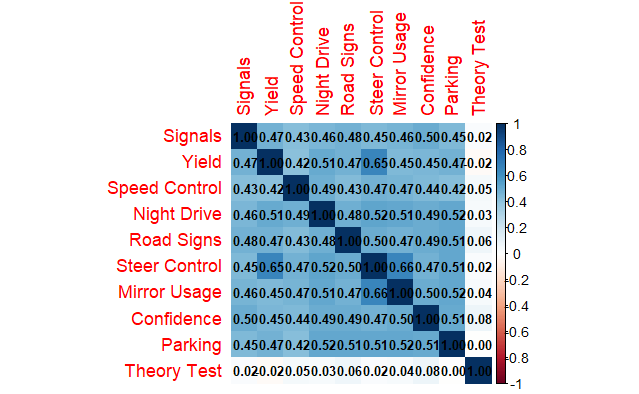 Signals
Yield
Speed Control
Night Drive
Road Signs
Steer Control
Mirror Usage
Confidence
Parking
Theory Test
Signals 1.00 0.47 0.43 0.46 0.48 0.45 0.46 0.50 0.45 0.02
Yield 0.47 1.00 0.42 0.51 0.47 0.65 0.45 0.45 0.47 -0.02
Speed Control 0.43 0.42 1.00 0.49 0.43 0.47 0.47 0.44 0.42 0.05
Night Drive 0.46 0.51 0.49 1.00 0.48 0.52 0.51 0.49 0.52 0.03
Road Signs 0.48 0.47 0.43 0.48 1.00 0.50 0.47 0.49 0.51 0.06
Steer Control 0.45 0.65 0.47 0.52 0.50 1.00 0.66 0.47 0.51 0.02
Mirror Usage 0.46 0.45 0.47 0.51 0.47 0.66 1.00 0.50 0.52 0.04
Confidence 0.50 0.45 0.44 0.49 0.49 0.47 0.50 1.00 0.51 0.08
Parking 0.45 0.47 0.42 0.52 0.51 0.51 0.52 0.51 1.00 0.00
Theory Test 0.02 -0.02 0.05 0.03 0.06 0.02 0.04 0.08 0.00 1.00
1
0.8
0.6
0.4
0.2
0
-0.2
-0.4
-0.6
-0.8
-1